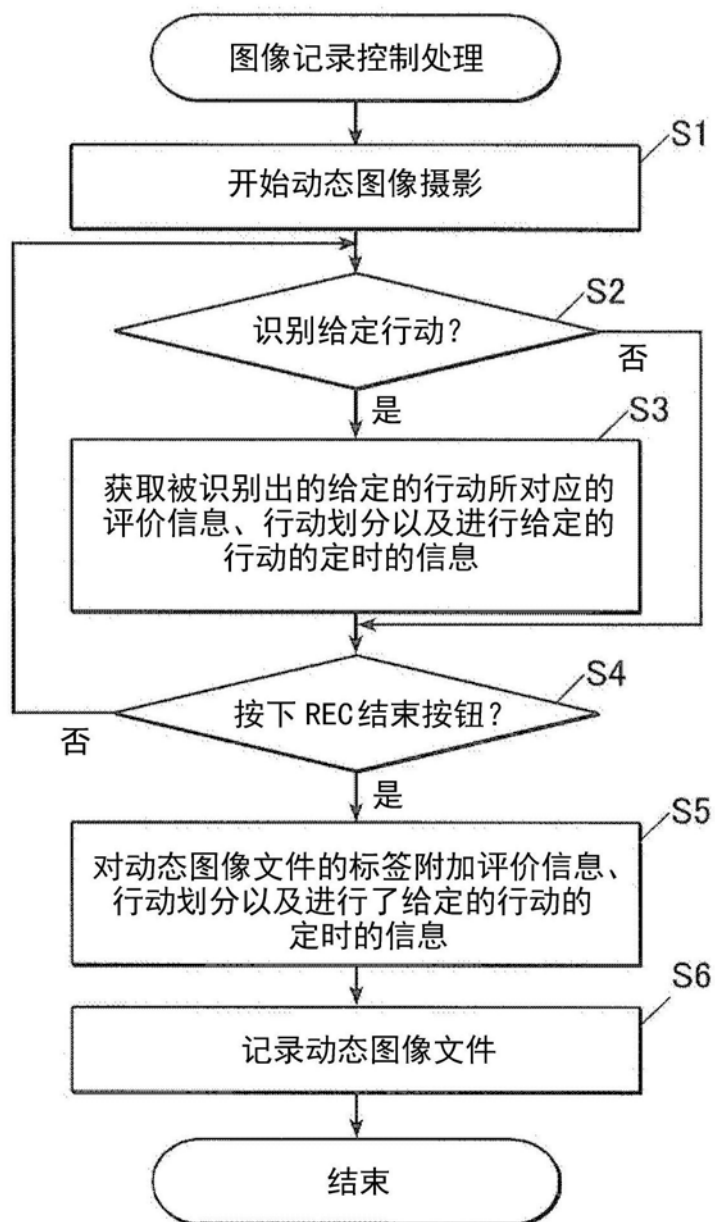 图像记录控制处理
S1
开始动态图像摄影
S2
识别给定行动?
否
是
S3
获取被识别出的给定的行动所对应的
评价信息、行动划分以及进行给定的
行动的定时的信息
S4
按下 REC 结束按钮?
否
是
S5
对动态图像文件的标签附加评价信息、
行动划分以及进行了给定的行动的
定时的信息
S6
记录动态图像文件
结束